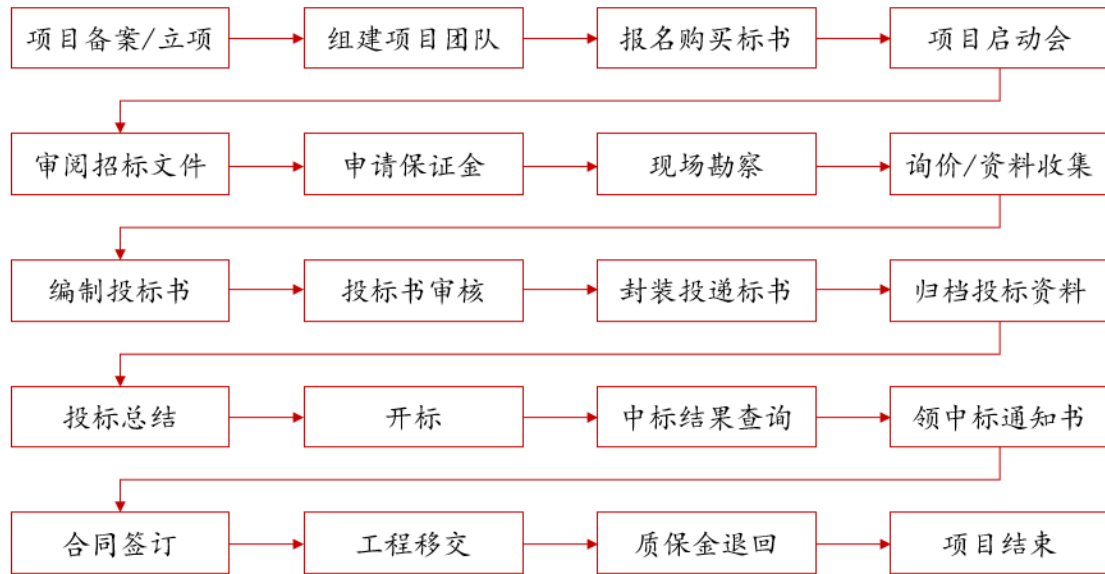 项目备案/立项
组建项目团队
报名购买标书
项目启动会
审阅招标文件
申请保证金
现场勘察
询价/资料收集
编制投标书
投标书审核
封装投递标书
归档投标资料
投标总结
开标
中标结果查询
领中标通知书
合同签订
工程移交
质保金退回
项目结束